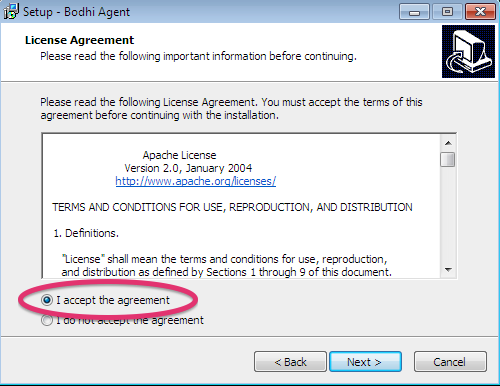 Setup - Bodhi Agent
License Agreement
Please read the following important information before continuing.
Please read the following License Agreement. You must accept the terms of this
agreement before continuing with the installation.
Apache License
Version 2.0, January 2004
http://www.apache.org/licenses/
TERMS AND CONDITIONS FOR USE, REPRODUCTION, AND DISTRIBUTION
1. Definitions.
"License" shall mean the terms and conditions for use, reproduction,
and distribution as defined by Sections 1 through 9 of this document.
I accept the agreement
I do not accept the agreement
< Back
Next >
Cancel